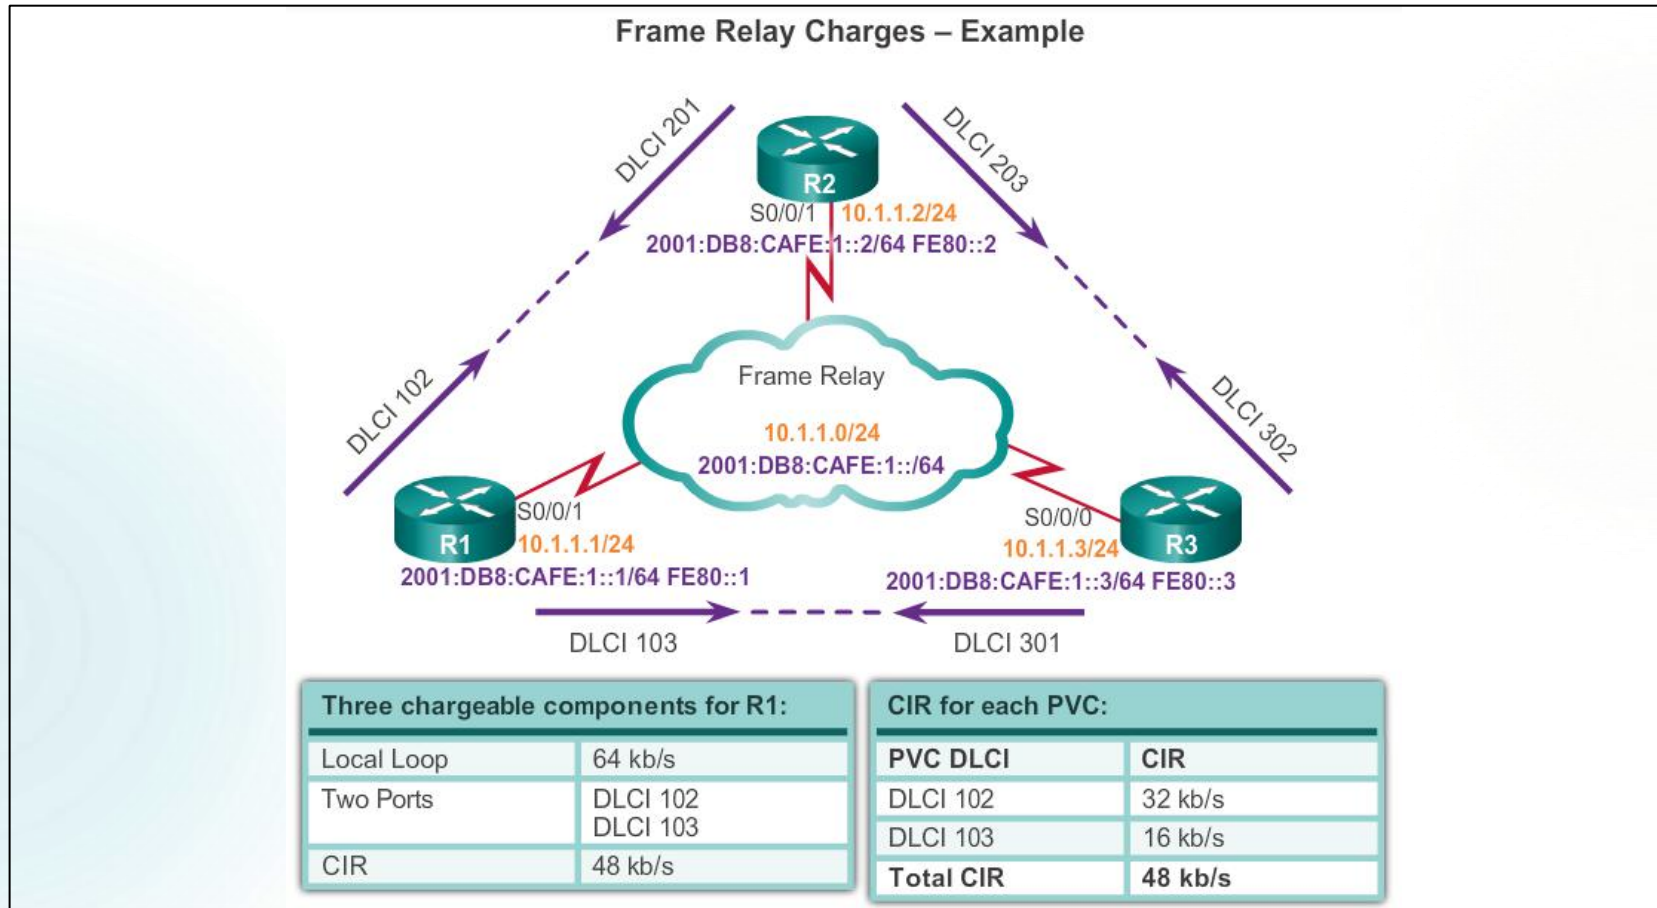 Frame Relay Charges – Example
DLCI 201
DLCI 203
R2
S0/0/1 10.1.1.2/24
2001:DB8:CAFE:1::2/64 FE80::2
DLCI 102
DLCI 302
Frame Relay
10.1.1.0/24
2001:DB8:CAFE:1::/64
R1
S0/0/1
10.1.1.1/24
2001:DB8:CAFE:1::1/64 FE80::1
S0/0/0
10.1.1.3/24
R3
2001:DB8:CAFE:1::3/64 FE80::3
DLCI 103
DLCI 301
Three chargeable components for R1:
Local Loop 64 kb/s
Two Ports DLCI 102
DLCI 103
CIR 48 kb/s
CIR for each PVC:
PVC DLCI CIR
DLCI 102 32 kb/s
DLCI 103 16 kb/s
Total CIR 48 kb/s